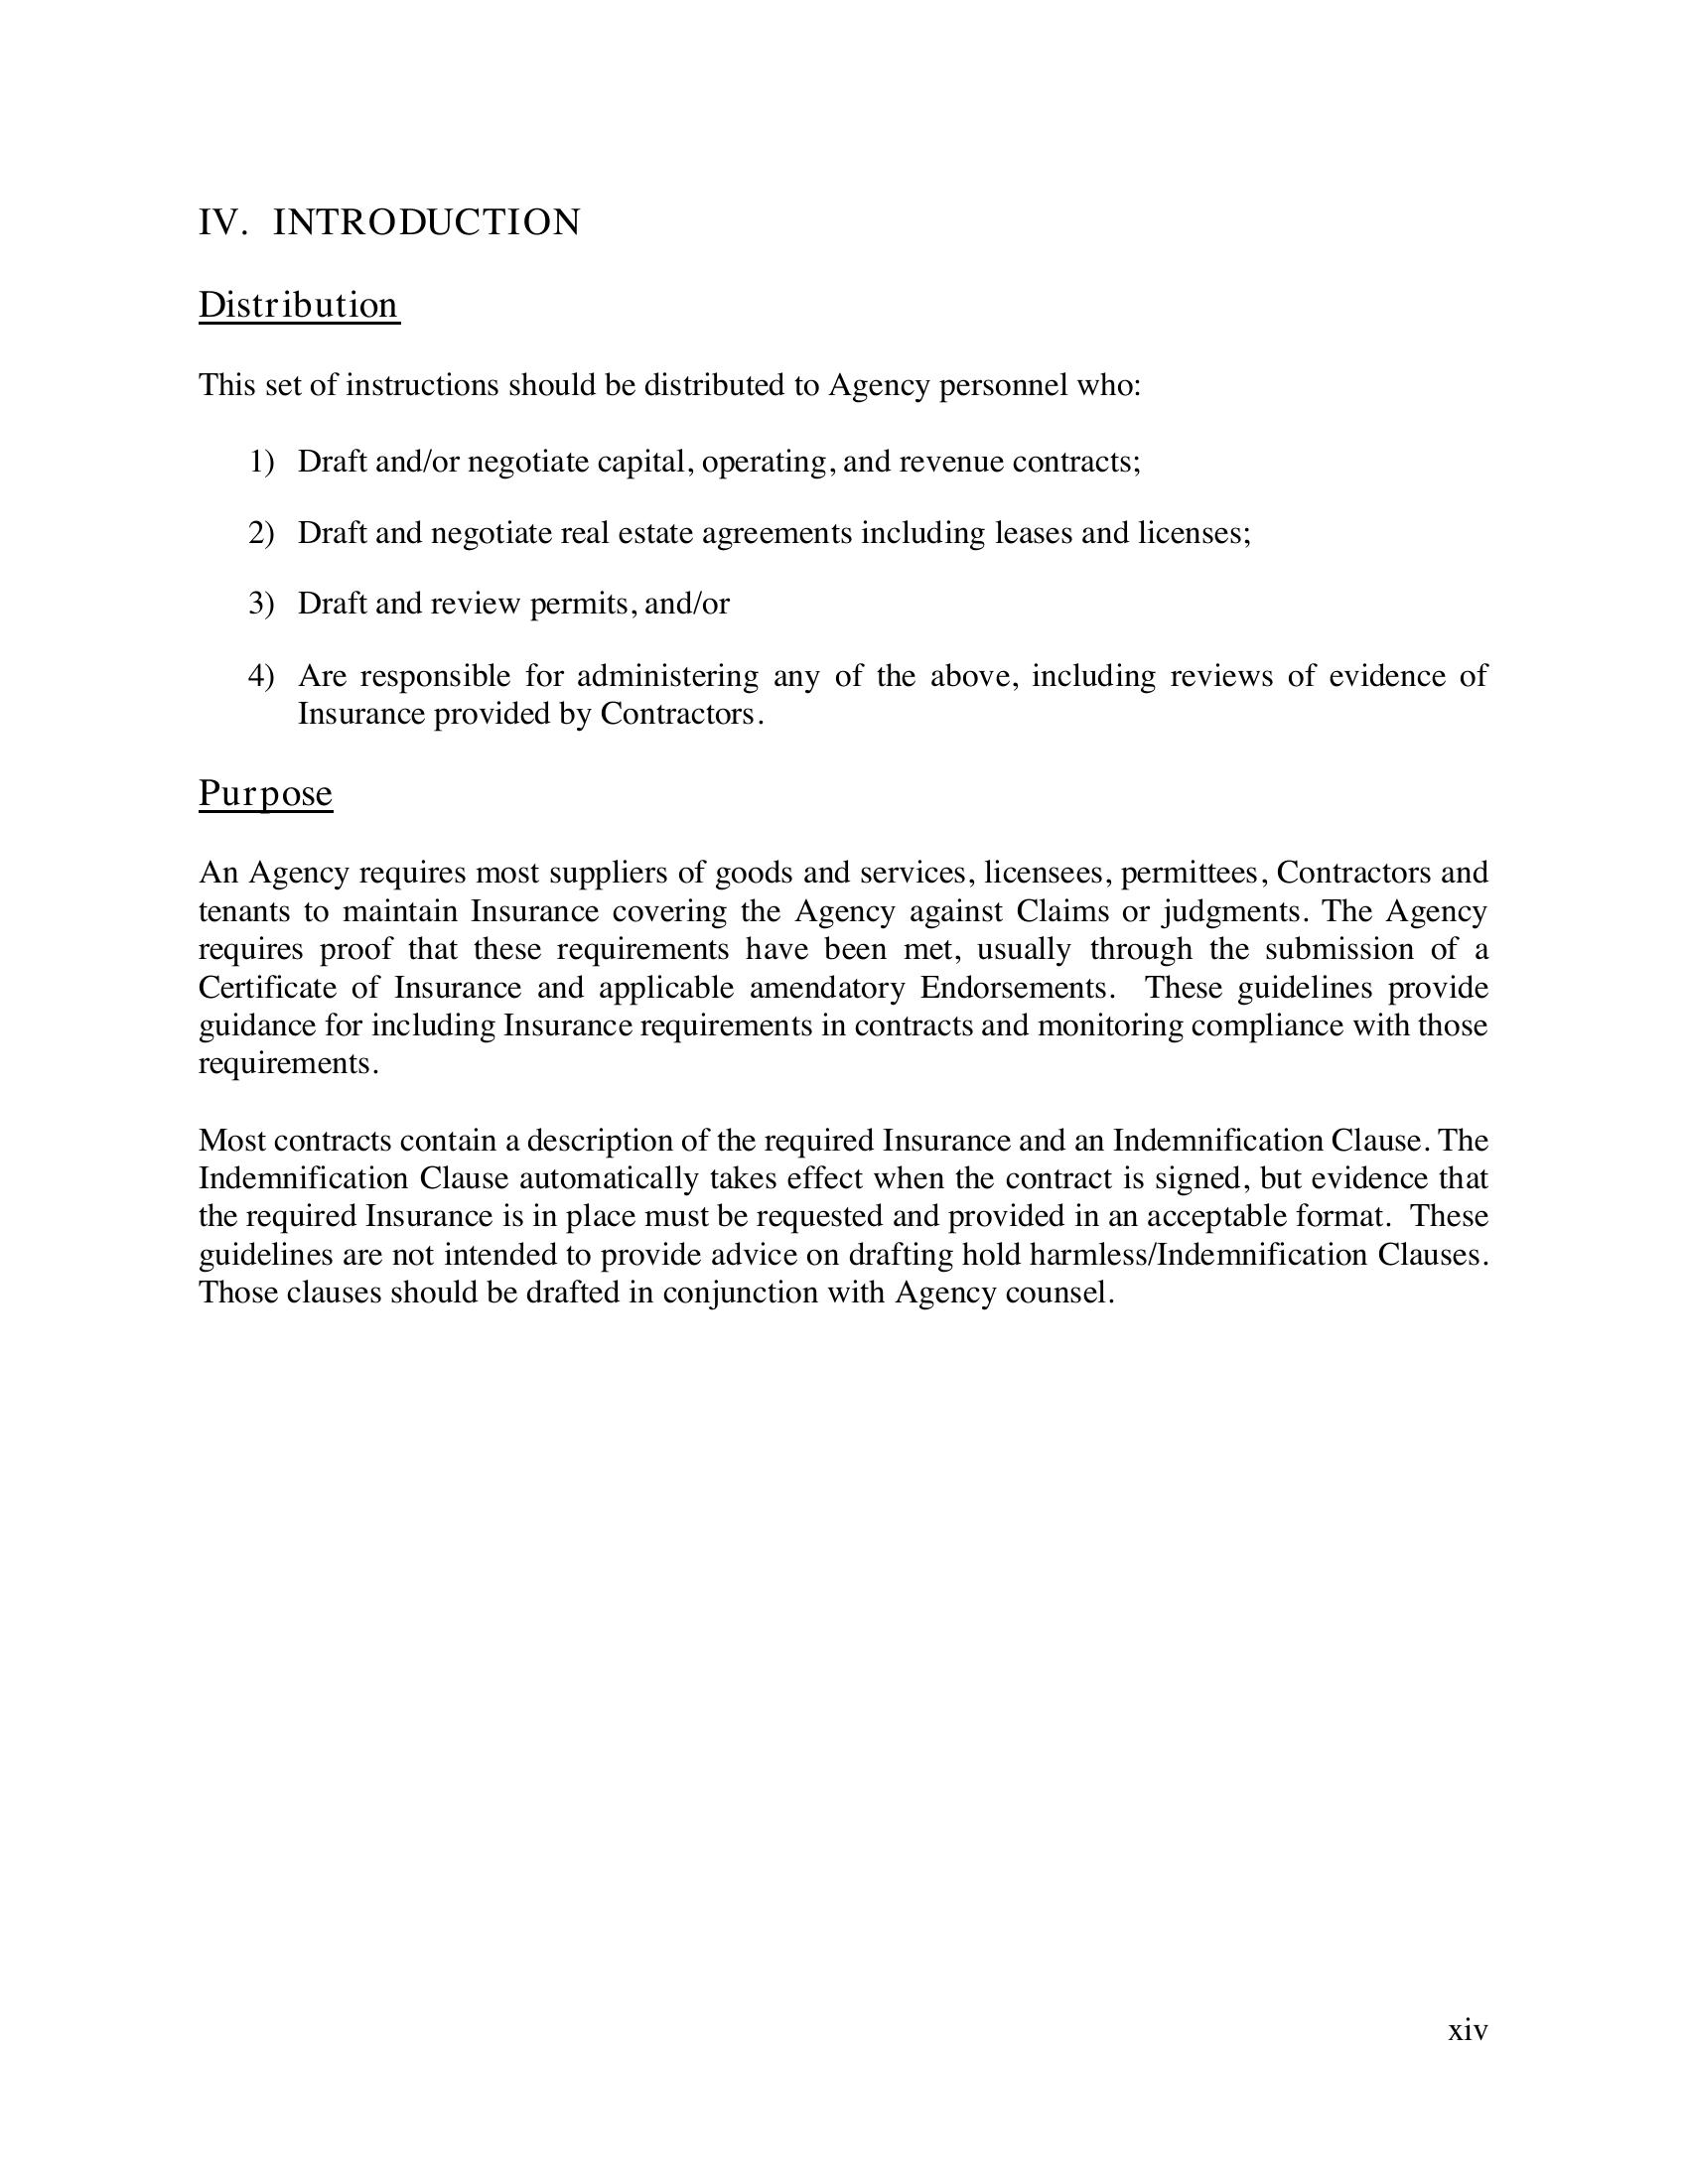 IV. INTRODUCTION
Distribution
This set of instructions should be distributed to Agency personnel who:
1) Draft and/or negotiate capital, operating, and revenue contracts;
2) Draft and negotiate real estate agreements including leases and licenses;
3) Draft and review permits, and/or
4) Are responsible for administering any of the above, including reviews of evidence of
Insurance provided by Contractors.
Purpose
An Agency requires most suppliers of goods and services, licensees, permittees, Contractors and
tenants to maintain Insurance covering the Agency against Claims or judgments. The Agency
requires proof that these requirements have been met, usually through the submission of a
Certificate of Insurance and applicable amendatory Endorsements. These guidelines provide
guidance for including Insurance requirements in contracts and monitoring compliance with those
requirements.
Most contracts contain a description of the required Insurance and an Indemnification Clause. The
Indemnification Clause automatically takes effect when the contract is signed, but evidence that
the required Insurance is in place must be requested and provided in an acceptable format. These
guidelines are not intended to provide advice on drafting hold harmless/Indemnification Clauses.
Those clauses should be drafted in conjunction with Agency counsel.
xiv